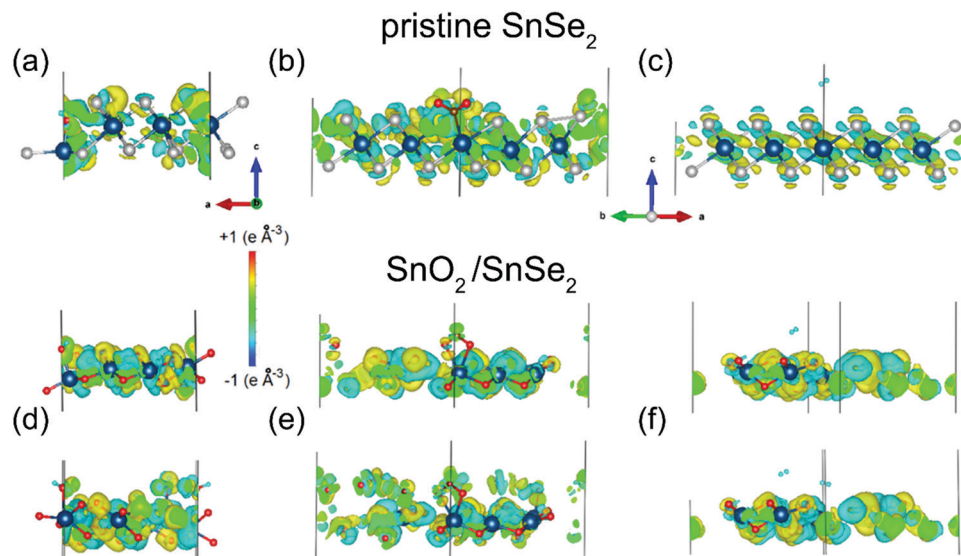 pristine SnSe₂
(a)
(b)
(c)
c
a
b
c
b
a
+1 (e Å⁻³)
SnO₂/SnSe₂
-1 (e Å⁻³)
(d)
(e)
(f)